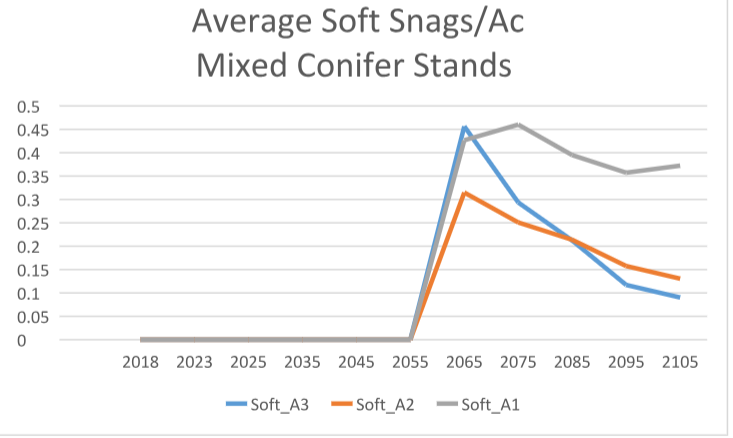 Average Soft Snags/Ac
Mixed Conifer Stands
0.5
0.45
0.4
0.35
0.3
0.25
0.2
0.15
0.1
0.05
0
2018 2023 2025 2035 2045 2055 2065 2075 2085 2095 2105
Soft_A3 Soft_A2 Soft_A1